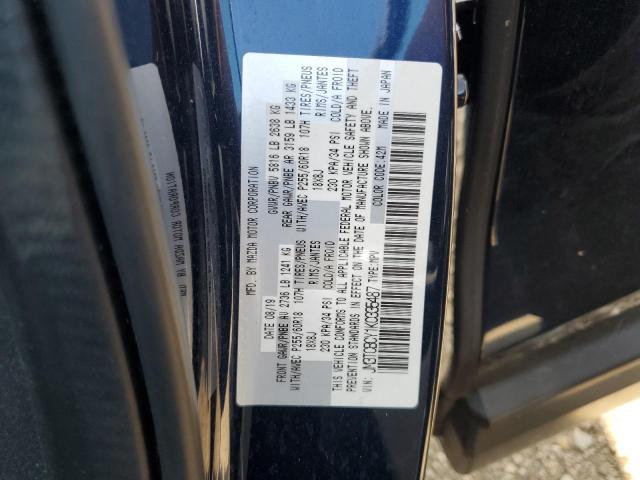 MFD. BY MAZDA MOTOR CORPORATION
DATE 08/19 GVWR/PNBV 5816 LB 2638 KG
FRONT GAWR/PNBE AV 2736 LB 1241 KG REAR GAWR/PNBE AR 3159 LB 1433 KG
WITH/AVEC P255/60R18 107H TIRES/PNEUS WITH/AVEC P255/60R18 107H TIRES/PNEUS
18X8J RIMS/JANTES 18X8J RIMS/JANTES
230 KPA/34 PSI COLD/A FROID 230 KPA/34 PSI COLD/A FROID
THIS VEHICLE CONFORMS TO ALL APPLICABLE FEDERAL MOTOR VEHICLE SAFETY AND THEFT
PREVENTION STANDARDS IN EFFECT ON THE DATE OF MANUFACTURE SHOWN ABOVE.
VIN: JM3TCBCY1K0335487 TYPE:MPV COLOR CODE:42M MADE IN JAPAN